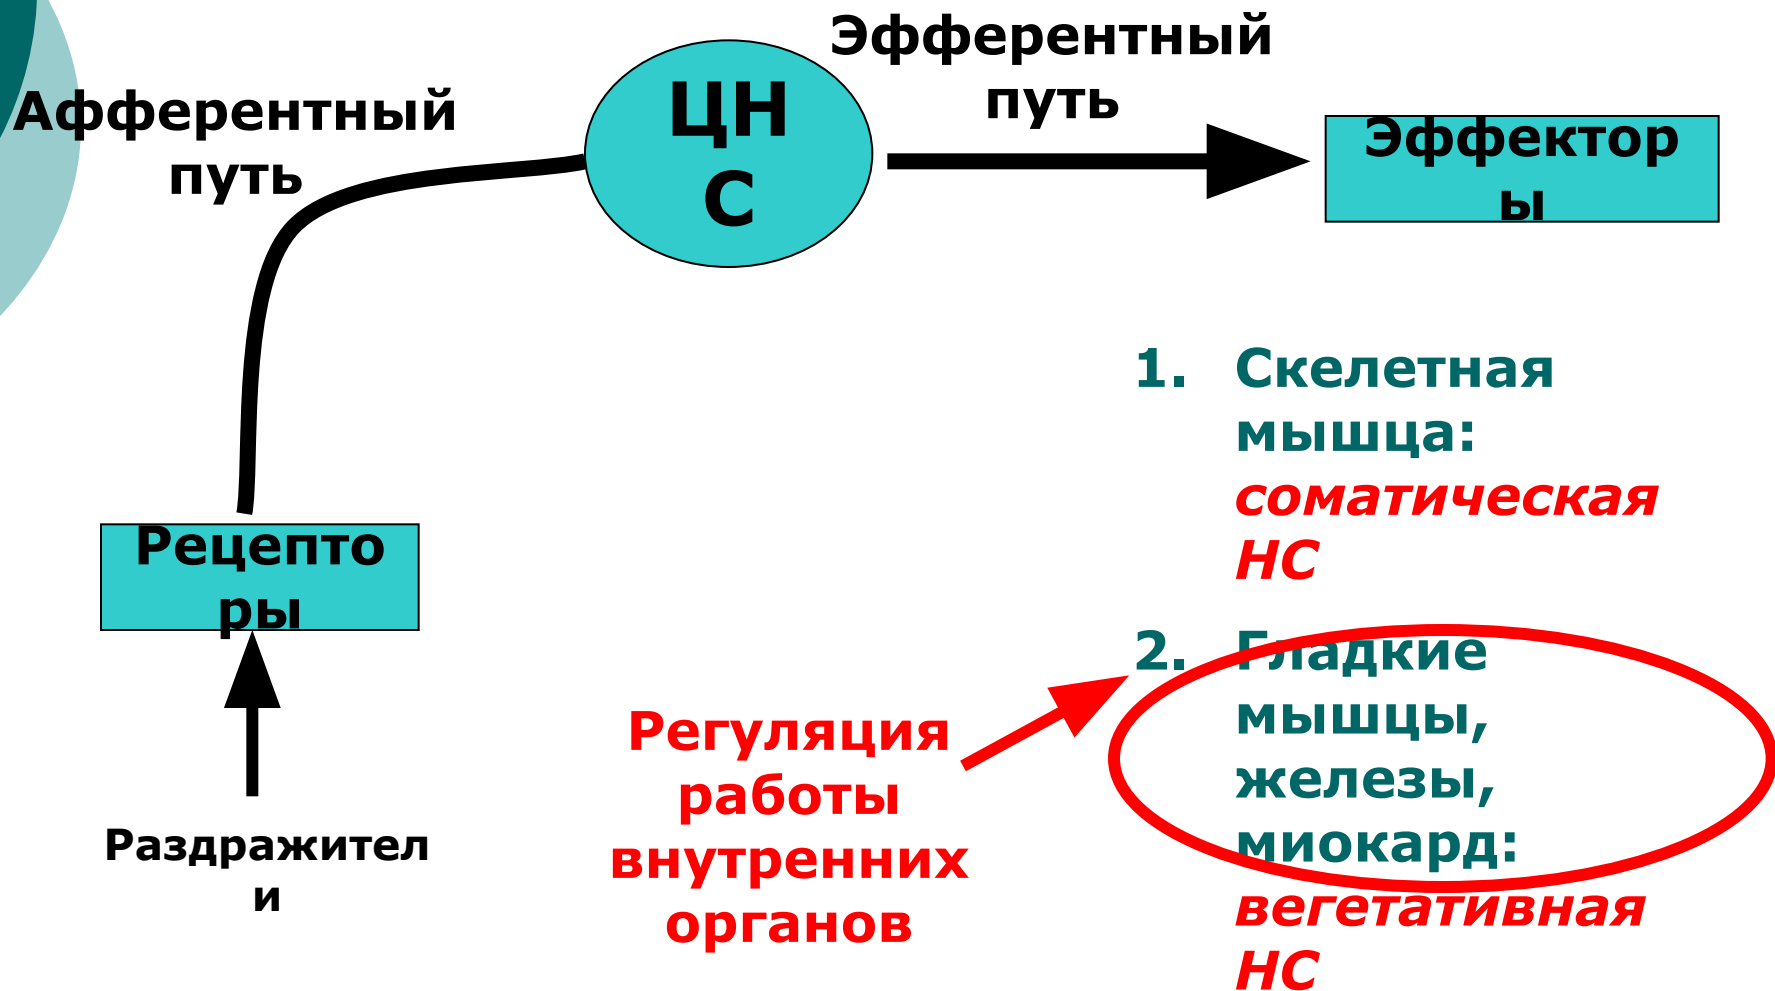 Афферентный
путь
ЦН
С
Эфферентный
путь
Эффектор
ы
Рецепто
ры
Раздражител
и
1. Скелетная
мышца:
соматическая
НС
2. Гладкие
мышцы,
железы,
миокард:
вегетативная
НС
Регуляция
работы
внутренних
органов